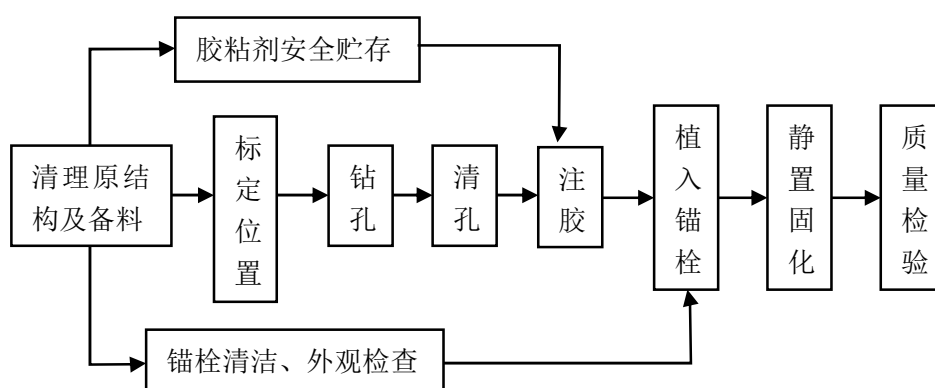 胶粘剂安全贮存
清理原结
构及备料
标定位置
钻孔
清孔
注胶
植入锚栓
静置固化
质量检验
锚栓清洁、外观检查